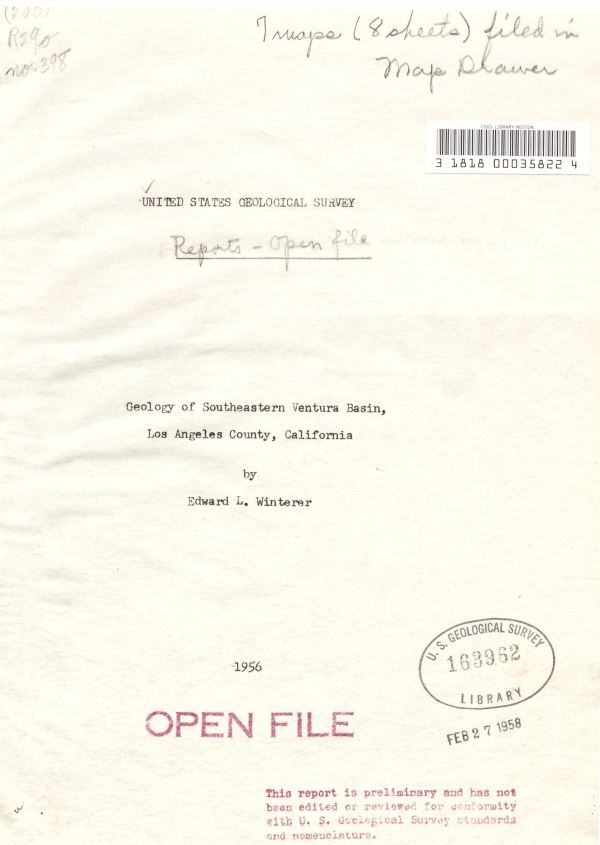 (200)
R290
no. 398
7 maps (8 sheets) filed in
Map Drawer
USGS LIBRARY-RESTON
3 1818 00035822 4
UNITED STATES GEOLOGICAL SURVEY
Reports - Open file
Geology of Southeastern Ventura Basin,
Los Angeles County, California
by
Edward L. Winterer
1956
U. S. GEOLOGICAL SURVEY
163962
LIBRARY
FEB 27 1958
OPEN FILE
This report is preliminary and has not
been edited or reviewed for conformity
with U. S. Geological Survey standards
and nomenclature.